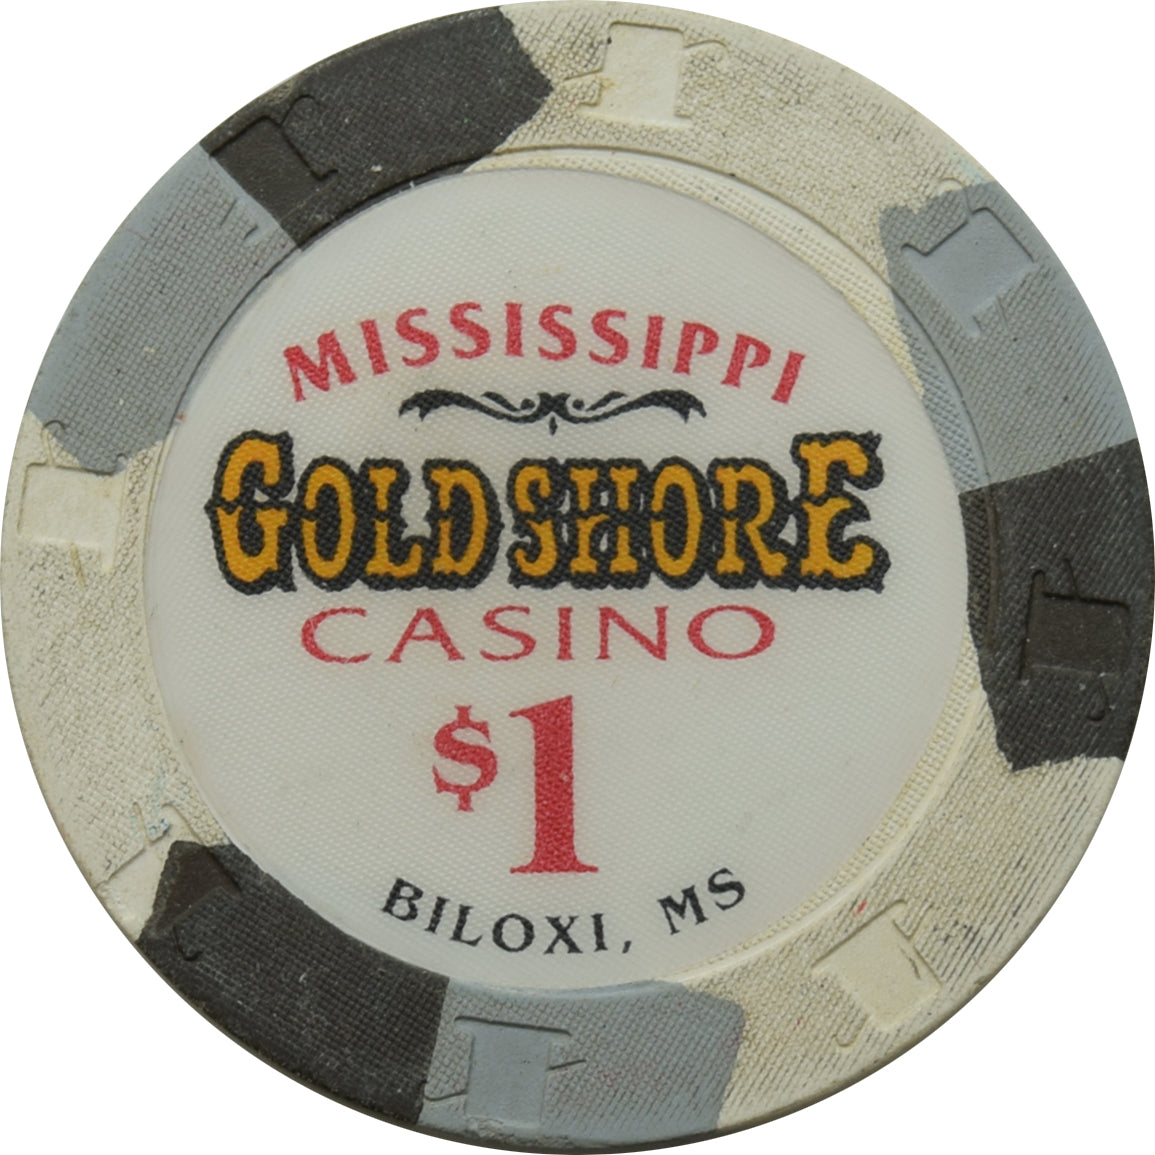 MISSISSIPPI
GOLD SHORE
CASINO
$1
BILOXI, MS